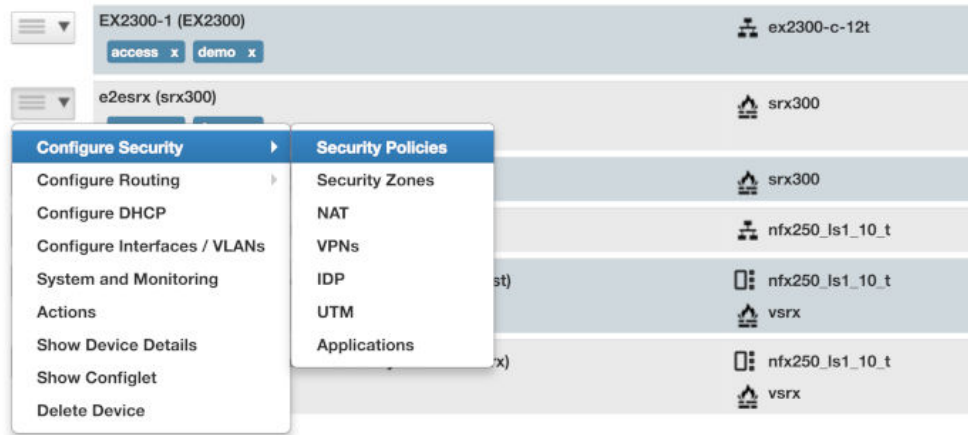 EX2300-1 (EX2300)
access x demo x
ex2300-c-12t
e2esrx (srx300)
srx300
Configure Security
Configure Routing
Configure DHCP
Configure Interfaces / VLANs
System and Monitoring
Actions
Show Device Details
Show Configlet
Delete Device
Security Policies
Security Zones
NAT
VPNs
IDP
UTM
Applications
srx300
nfx250_ls1_10_t
st)
nfx250_ls1_10_t
vsrx
x)
nfx250_ls1_10_t
vsrx